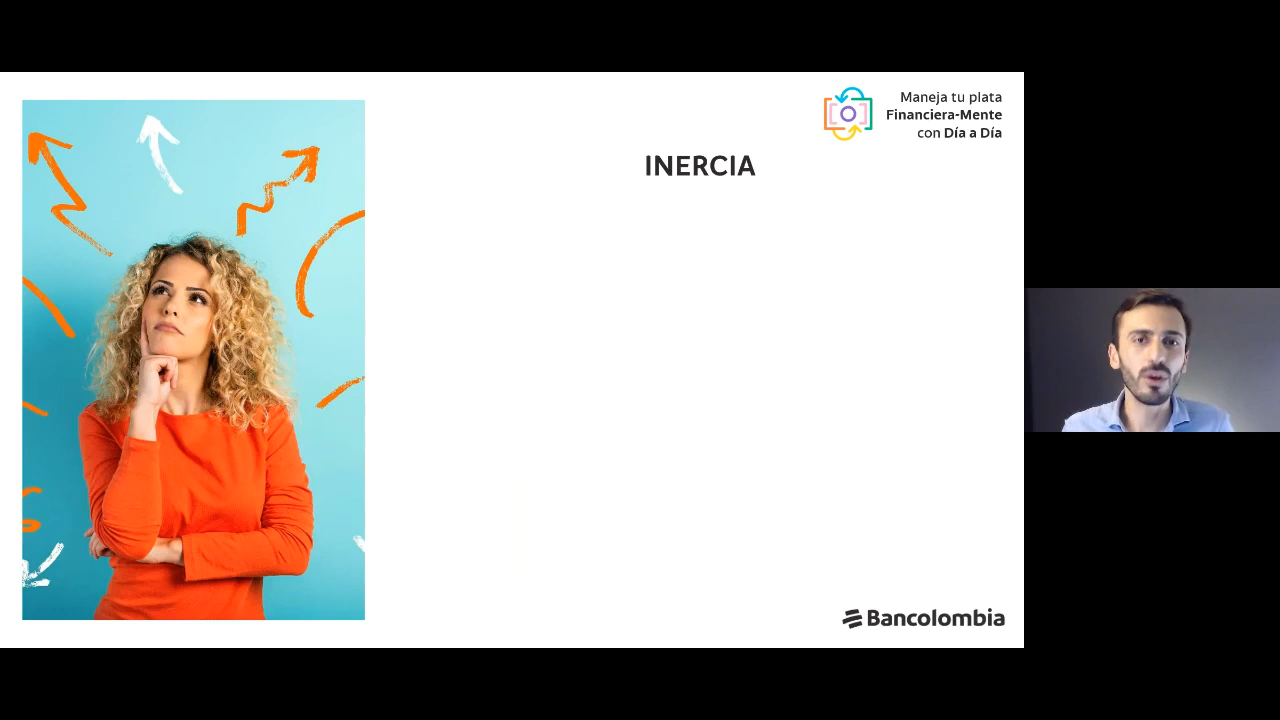 Maneja tu plata
Financiera-Mente
con Día a Día
INERCIA
Bancolombia